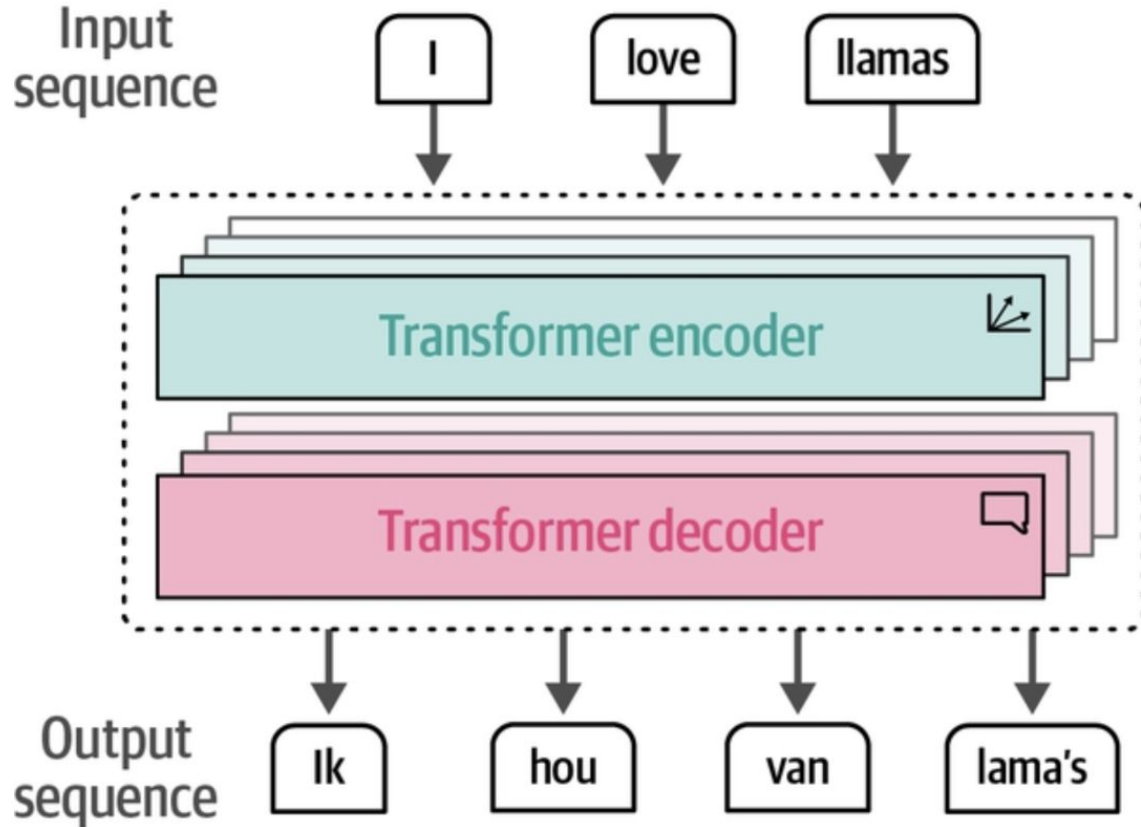 Input
sequence
I
love
llamas
Transformer encoder
Transformer decoder
Output
sequence
Ik
hou
van
lama's